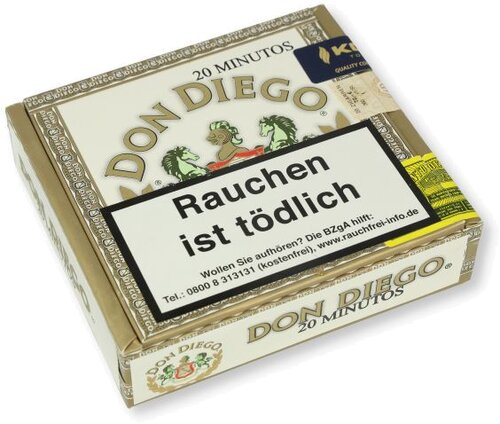 20 MINUTOS
DON DIEGO
QUALITY
Rauchen
ist tödlich
Wollen Sie aufhören? Die BZgA hilft:
Tel.: 0800 8 313131 (kostenfrei), www.rauchfrei-info.de
DON DIEGO®
20 MINUTOS
DON DIEGO